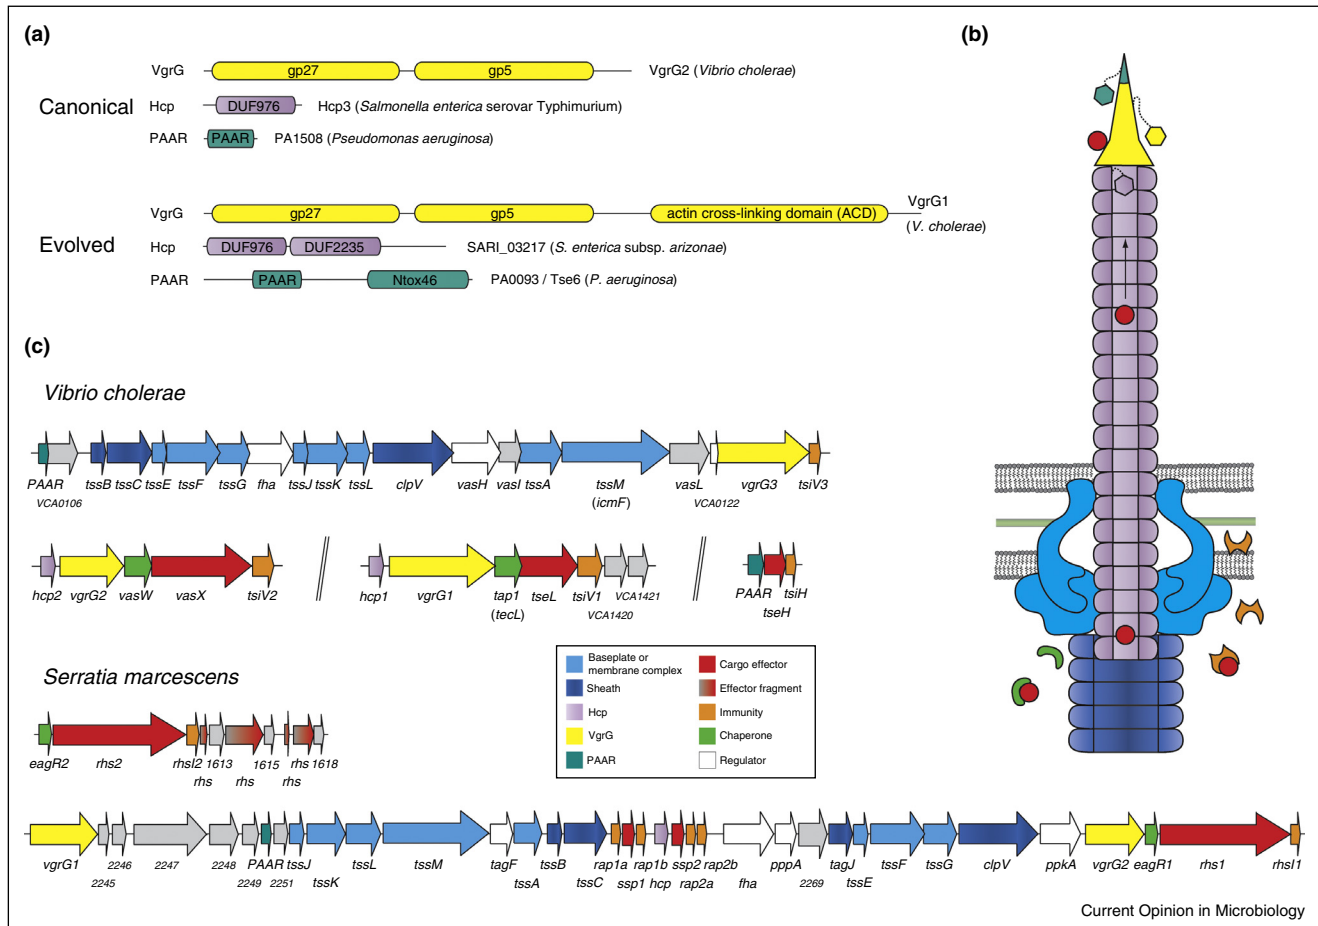 (a)
VgrG gp27 gp5 VgrG2 (Vibrio cholerae)
Canonical Hcp DUF976 Hcp3 (Salmonella enterica serovar Typhimurium)
PAAR PAAR PA1508 (Pseudomonas aeruginosa)
VgrG gp27 gp5 actin cross-linking domain (ACD) VgrG1
(V. cholerae)
Evolved Hcp DUF976 DUF2235 SARI_03217 (S. enterica subsp. arizonae)
PAAR PAAR Ntox46 PA0093 / Tse6 (P. aeruginosa)
(b)
(c)
Vibrio cholerae
PAAR tssB tssC tssE tssF tssG fha tssJ tssK tssL clpV vasH vasI tssA tssM vasL vgrG3 tsiV3
VCA0106 (icmF) VCA0122
hcp2 vgrG2 vasW vasX tsiV2
hcp1 vgrG1 tap1 tseL tsiV1 VCA1421
(tecL) VCA1420
PAAR tsiH
tseH
Baseplate or
membrane complex
Sheath
Hcp
VgrG
PAAR
Cargo effector
Effector fragment
Immunity
Chaperone
Regulator
Serratia marcescens
eagR2 rhs2 rhsI2 1613 1615 rhs 1618
rhs rhs rhs
vgrG1 2246 2247 2248 PAAR tssJ tssL tssM tagF tssB rap1a rap1b ssp2 rap2b pppA tagJ tssF tssG clpV ppkA vgrG2 eagR1 rhs1 rhsI1
2245 2249 2251 tssK tssA tssC ssp1 hcp rap2a fha 2269 tssE
Current Opinion in Microbiology